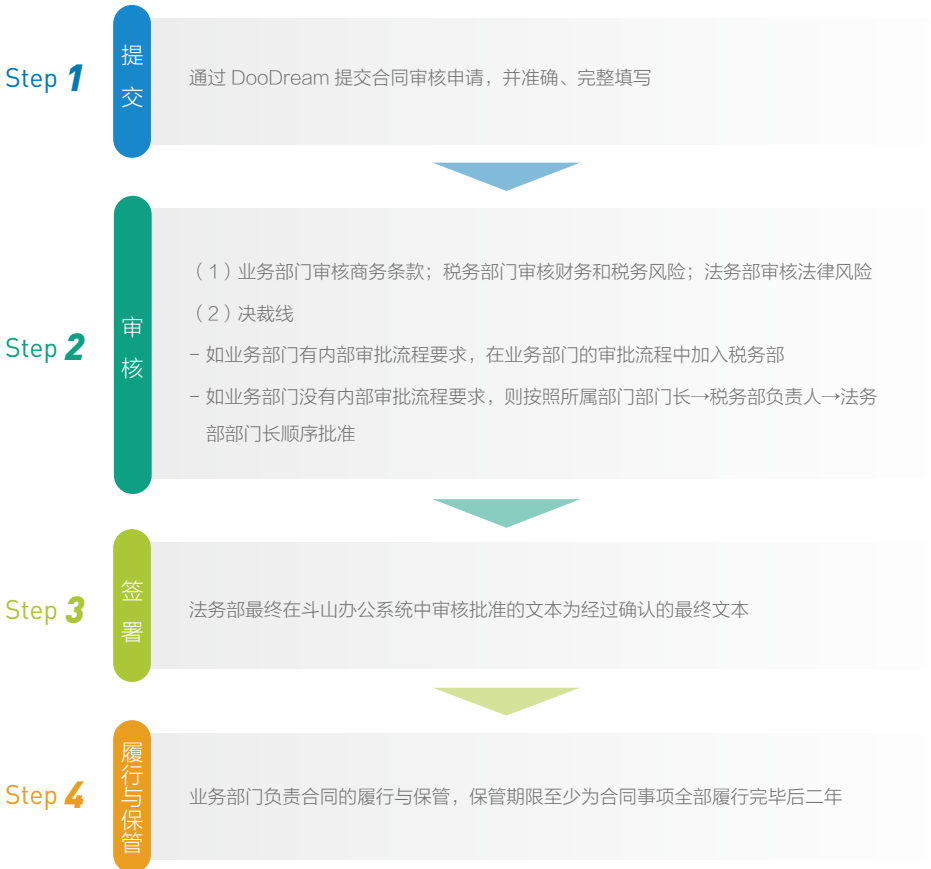 Step 1
提交
通过 DooDream 提交合同审核申请，并准确、完整填写
Step 2
审核
（1）业务部门审核商务条款；税务部门审核财务和税务风险；法务部审核法律风险
（2）决裁线
- 如业务部门有内部审批流程要求，在业务部门的审批流程中加入税务部
- 如业务部门没有内部审批流程要求，则按照所属部门部门长→税务部负责人→法务
部部门长顺序批准
Step 3
签署
法务部最终在斗山办公系统中审核批准的文本为经过确认的最终文本
Step 4
履行与保管
业务部门负责合同的履行与保管，保管期限至少为合同事项全部履行完毕后二年